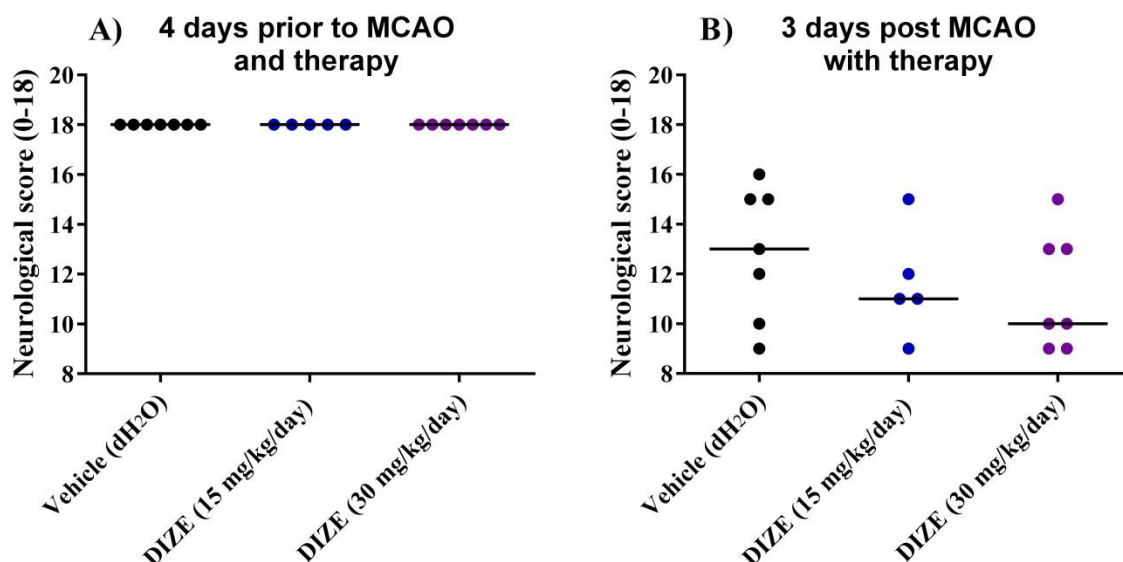 A) 4 days prior to MCAO
and therapy
Neurological score (0-18)
20
18
16
14
12
10
8
Vehicle (dH₂O)
DIZE (15 mg/kg/day)
DIZE (30 mg/kg/day)
B) 3 days post MCAO
with therapy
Neurological score (0-18)
20
18
16
14
12
10
8
Vehicle (dH₂O)
DIZE (15 mg/kg/day)
DIZE (30 mg/kg/day)